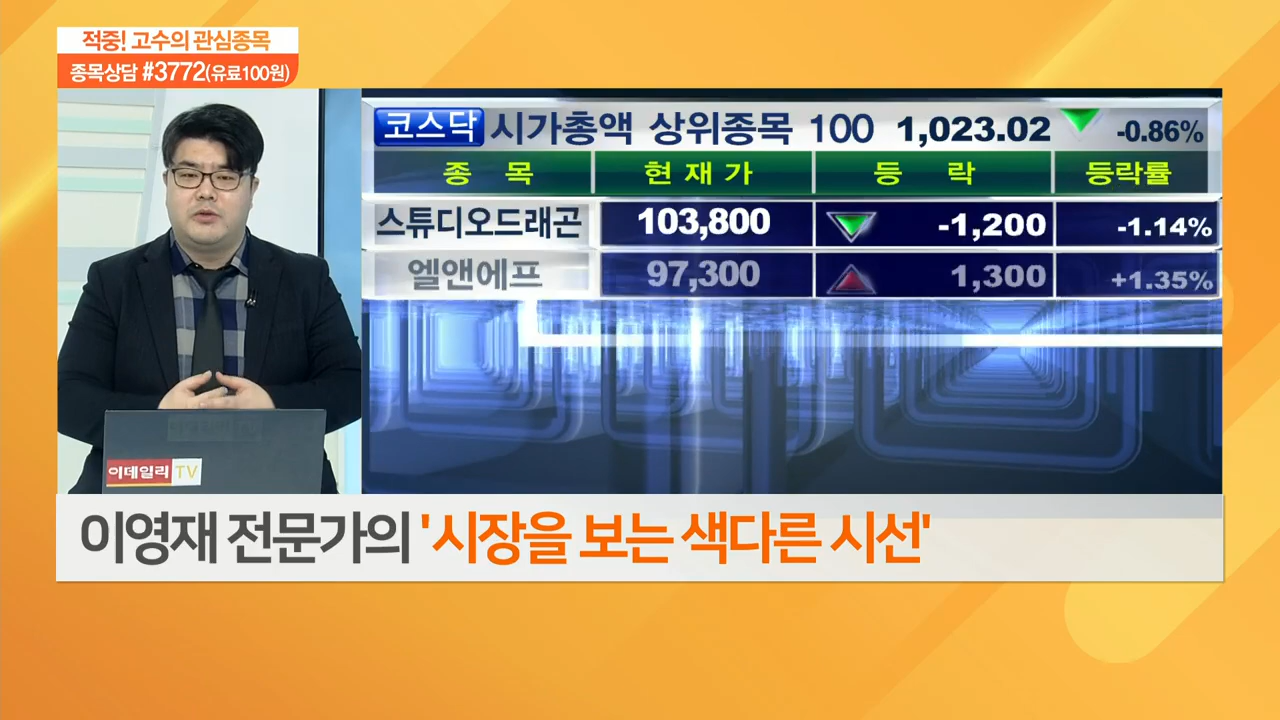 적중! 고수의 관심종목
종목상담 #3772(유료100원)
코스닥 시가총액 상위종목 100 1,023.02 -0.86%
종 목 현재가 등 락 등락률
스튜디오드래곤 103,800 -1,200 -1.14%
엘앤에프 97,300 1,300 +1.35%
이데일리 TV
이영재 전문가의 '시장을 보는 색다른 시선'